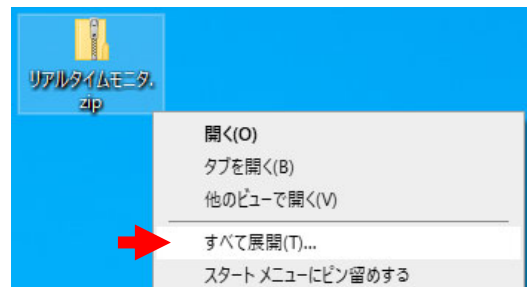 リアルタイムモニタ.
zip
開く(O)
タブを開く(B)
他のビューで開く(V)
すべて展開(T)...
スタート メニューにピン留めする